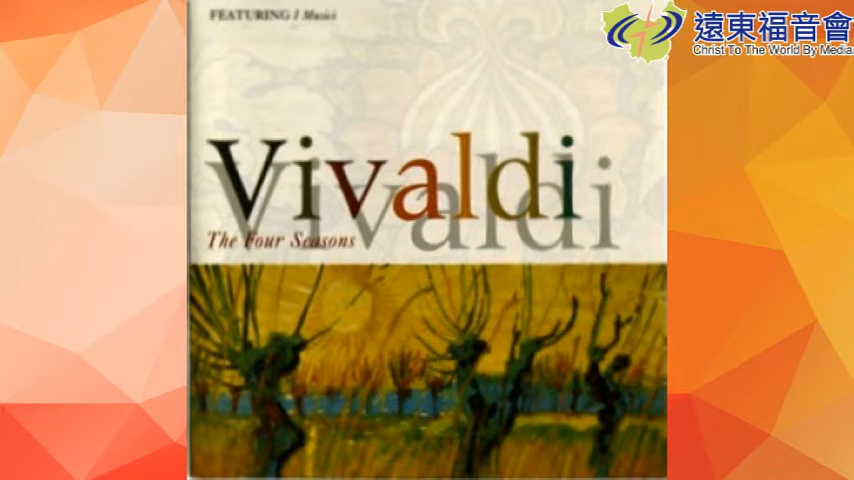 FEATURING I Musici
遠東福音會
Christ To The World By Media
Vivaldi
The Four Seasons